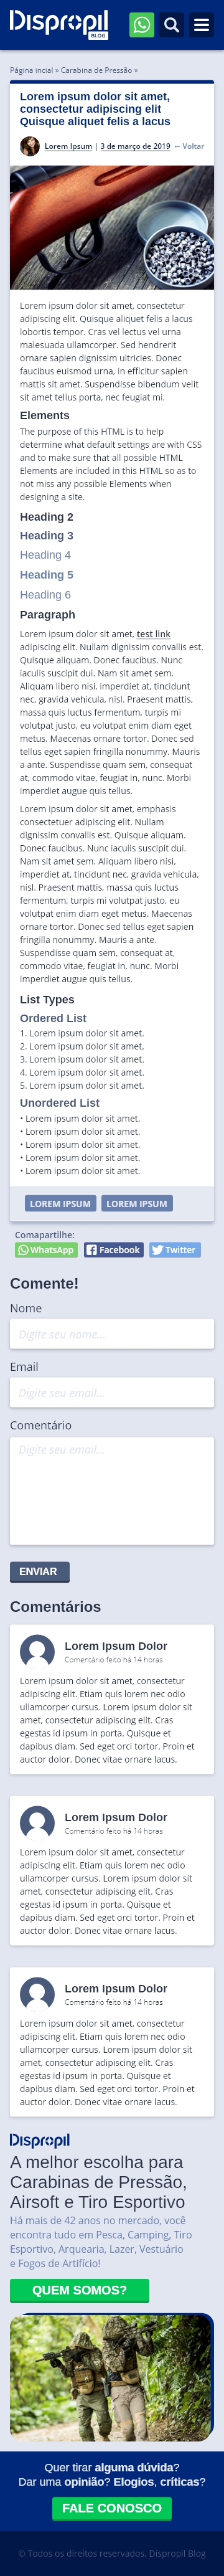 Dispropil
BLOG
Página incial » Carabina de Pressão »
Lorem ipsum dolor sit amet,
consectetur adipiscing elit
Quisque aliquet felis a lacus
Lorem Ipsum | 3 de março de 2019 ← Voltar
Lorem ipsum dolor sit amet, consectetur
adipiscing elit. Quisque aliquet felis a lacus
lobortis tempor. Cras vel lectus vel urna
malesuada ullamcorper. Sed hendrerit
ornare sapien dignissim ultricies. Donec
faucibus euismod urna, in efficitur sapien
mattis sit amet. Suspendisse bibendum velit
sit amet tellus porta, nec feugiat mi.
Elements
The purpose of this HTML is to help
determine what default settings are with CSS
and to make sure that all possible HTML
Elements are included in this HTML so as to
not miss any possible Elements when
designing a site.
Heading 2
Heading 3
Heading 4
Heading 5
Heading 6
Paragraph
Lorem ipsum dolor sit amet, test link
adipiscing elit. Nullam dignissim convallis est.
Quisque aliquam. Donec faucibus. Nunc
iaculis suscipit dui. Nam sit amet sem.
Aliquam libero nisi, imperdiet at, tincidunt
nec, gravida vehicula, nisl. Praesent mattis,
massa quis luctus fermentum, turpis mi
volutpat justo, eu volutpat enim diam eget
metus. Maecenas ornare tortor. Donec sed
tellus eget sapien fringilla nonummy. Mauris
a ante. Suspendisse quam sem, consequat
at, commodo vitae, feugiat in, nunc. Morbi
imperdiet augue quis tellus.
Lorem ipsum dolor sit amet, emphasis
consectetuer adipiscing elit. Nullam
dignissim convallis est. Quisque aliquam.
Donec faucibus. Nunc iaculis suscipit dui.
Nam sit amet sem. Aliquam libero nisi,
imperdiet at, tincidunt nec, gravida vehicula,
nisl. Praesent mattis, massa quis luctus
fermentum, turpis mi volutpat justo, eu
volutpat enim diam eget metus. Maecenas
ornare tortor. Donec sed tellus eget sapien
fringilla nonummy. Mauris a ante.
Suspendisse quam sem, consequat at,
commodo vitae, feugiat in, nunc. Morbi
imperdiet augue quis tellus.
List Types
Ordered List
1. Lorem ipsum dolor sit amet.
2. Lorem ipsum dolor sit amet.
3. Lorem ipsum dolor sit amet.
4. Lorem ipsum dolor sit amet.
5. Lorem ipsum dolor sit amet.
Unordered List
• Lorem ipsum dolor sit amet.
• Lorem ipsum dolor sit amet.
• Lorem ipsum dolor sit amet.
• Lorem ipsum dolor sit amet.
• Lorem ipsum dolor sit amet.
LOREM IPSUM LOREM IPSUM
Comapartilhe:
WhatsApp Facebook Twitter
Comente!
Nome
Digite seu nome...
Email
Digite seu email...
Comentário
Digite seu email...
ENVIAR
Comentários
Lorem Ipsum Dolor
Comentário feito há 14 horas
Lorem ipsum dolor sit amet, consectetur
adipiscing elit. Etiam quis lorem nec odio
ullamcorper cursus. Lorem ipsum dolor sit
amet, consectetur adipiscing elit. Cras
egestas id ipsum in porta. Quisque et
dapibus diam. Sed eget orci tortor. Proin et
auctor dolor. Donec vitae ornare lacus.
Lorem Ipsum Dolor
Comentário feito há 14 horas
Lorem ipsum dolor sit amet, consectetur
adipiscing elit. Etiam quis lorem nec odio
ullamcorper cursus. Lorem ipsum dolor sit
amet, consectetur adipiscing elit. Cras
egestas id ipsum in porta. Quisque et
dapibus diam. Sed eget orci tortor. Proin et
auctor dolor. Donec vitae ornare lacus.
Lorem Ipsum Dolor
Comentário feito há 14 horas
Lorem ipsum dolor sit amet, consectetur
adipiscing elit. Etiam quis lorem nec odio
ullamcorper cursus. Lorem ipsum dolor sit
amet, consectetur adipiscing elit. Cras
egestas id ipsum in porta. Quisque et
dapibus diam. Sed eget orci tortor. Proin et
auctor dolor. Donec vitae ornare lacus.
Dispropil
A melhor escolha para
Carabinas de Pressão,
Airsoft e Tiro Esportivo
Há mais de 42 anos no mercado, você
encontra tudo em Pesca, Camping, Tiro
Esportivo, Arquearia, Lazer, Vestuário
e Fogos de Artifício!
QUEM SOMOS?
Quer tirar alguma dúvida?
Dar uma opinião? Elogios, críticas?
FALE CONOSCO
© Todos os direitos reservados. Dispropil Blog